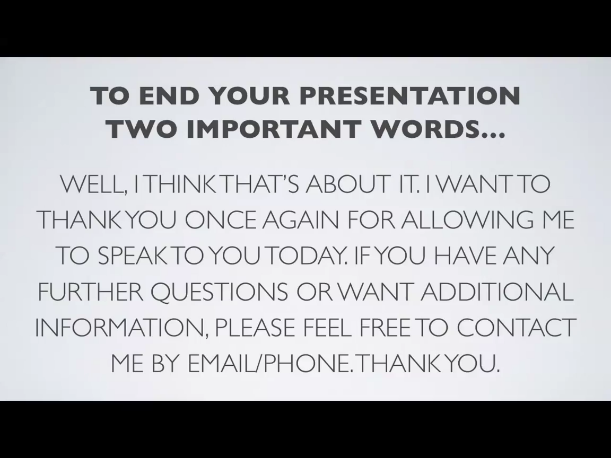 TO END YOUR PRESENTATION
TWO IMPORTANT WORDS...
WELL, I THINK THAT'S ABOUT IT. I WANT TO
THANK YOU ONCE AGAIN FOR ALLOWING ME
TO SPEAK TO YOU TODAY. IF YOU HAVE ANY
FURTHER QUESTIONS OR WANT ADDITIONAL
INFORMATION, PLEASE FEEL FREE TO CONTACT
ME BY EMAIL/PHONE. THANK YOU.